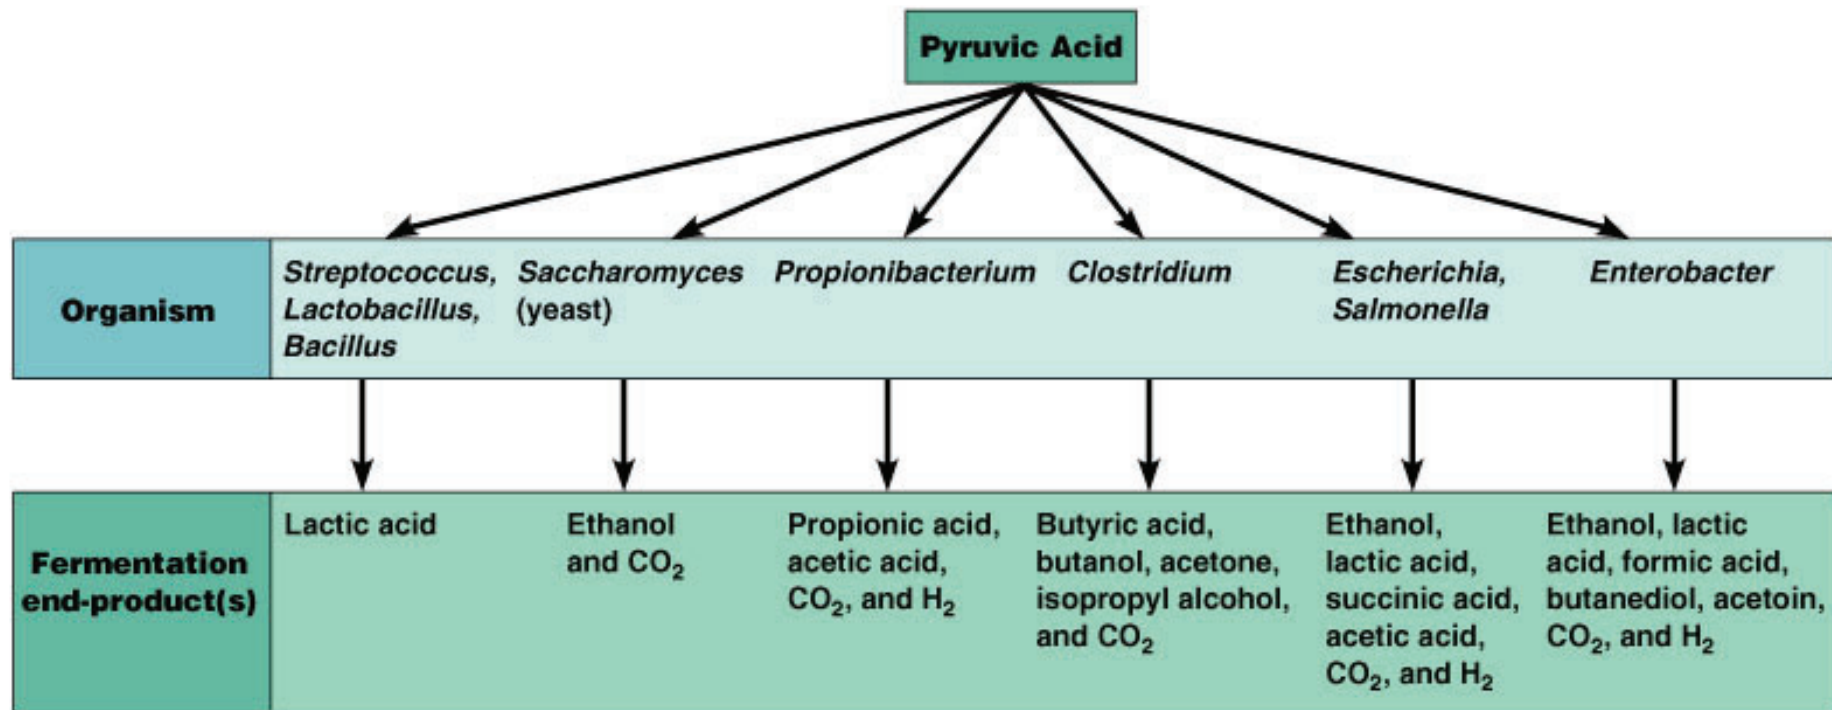 Pyruvic Acid
Organism
Streptococcus,
Lactobacillus,
Bacillus
Saccharomyces
(yeast)
Propionibacterium
Clostridium
Escherichia,
Salmonella
Enterobacter
Fermentation
end-product(s)
Lactic acid
Ethanol
and CO₂
Propionic acid,
acetic acid,
CO₂, and H₂
Butyric acid,
butanol, acetone,
isopropyl alcohol,
and CO₂
Ethanol,
lactic acid,
succinic acid,
acetic acid,
CO₂, and H₂
Ethanol, lactic
acid, formic acid,
butanediol, acetoin,
CO₂, and H₂